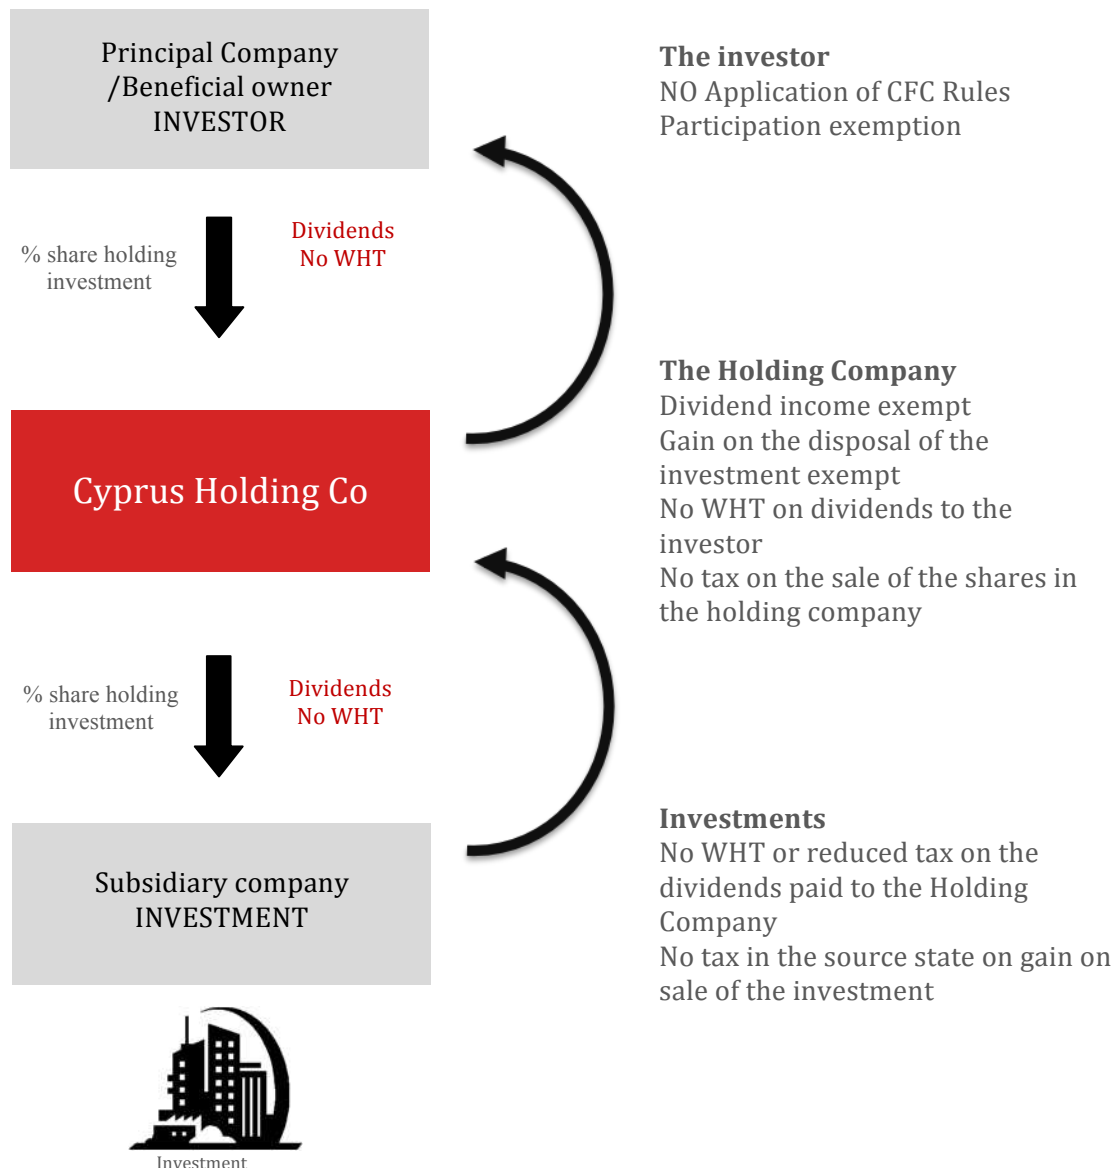 Principal Company
/Beneficial owner
INVESTOR
The investor
NO Application of CFC Rules
Participation exemption
% share holding
investment
Dividends
No WHT
Cyprus Holding Co
The Holding Company
Dividend income exempt
Gain on the disposal of the
investment exempt
No WHT on dividends to the
investor
No tax on the sale of the shares in
the holding company
% share holding
investment
Dividends
No WHT
Subsidiary company
INVESTMENT
Investments
No WHT or reduced tax on the
dividends paid to the Holding
Company
No tax in the source state on gain on
sale of the investment
Investment